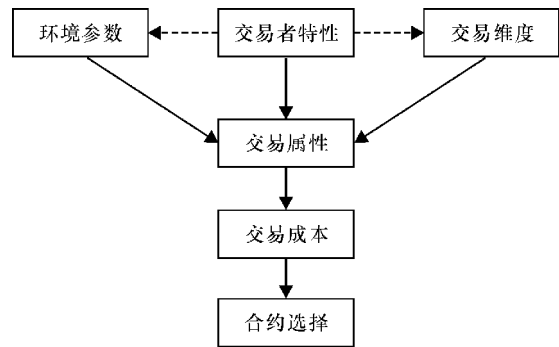 环境参数
交易者特性
交易维度
交易属性
交易成本
合约选择